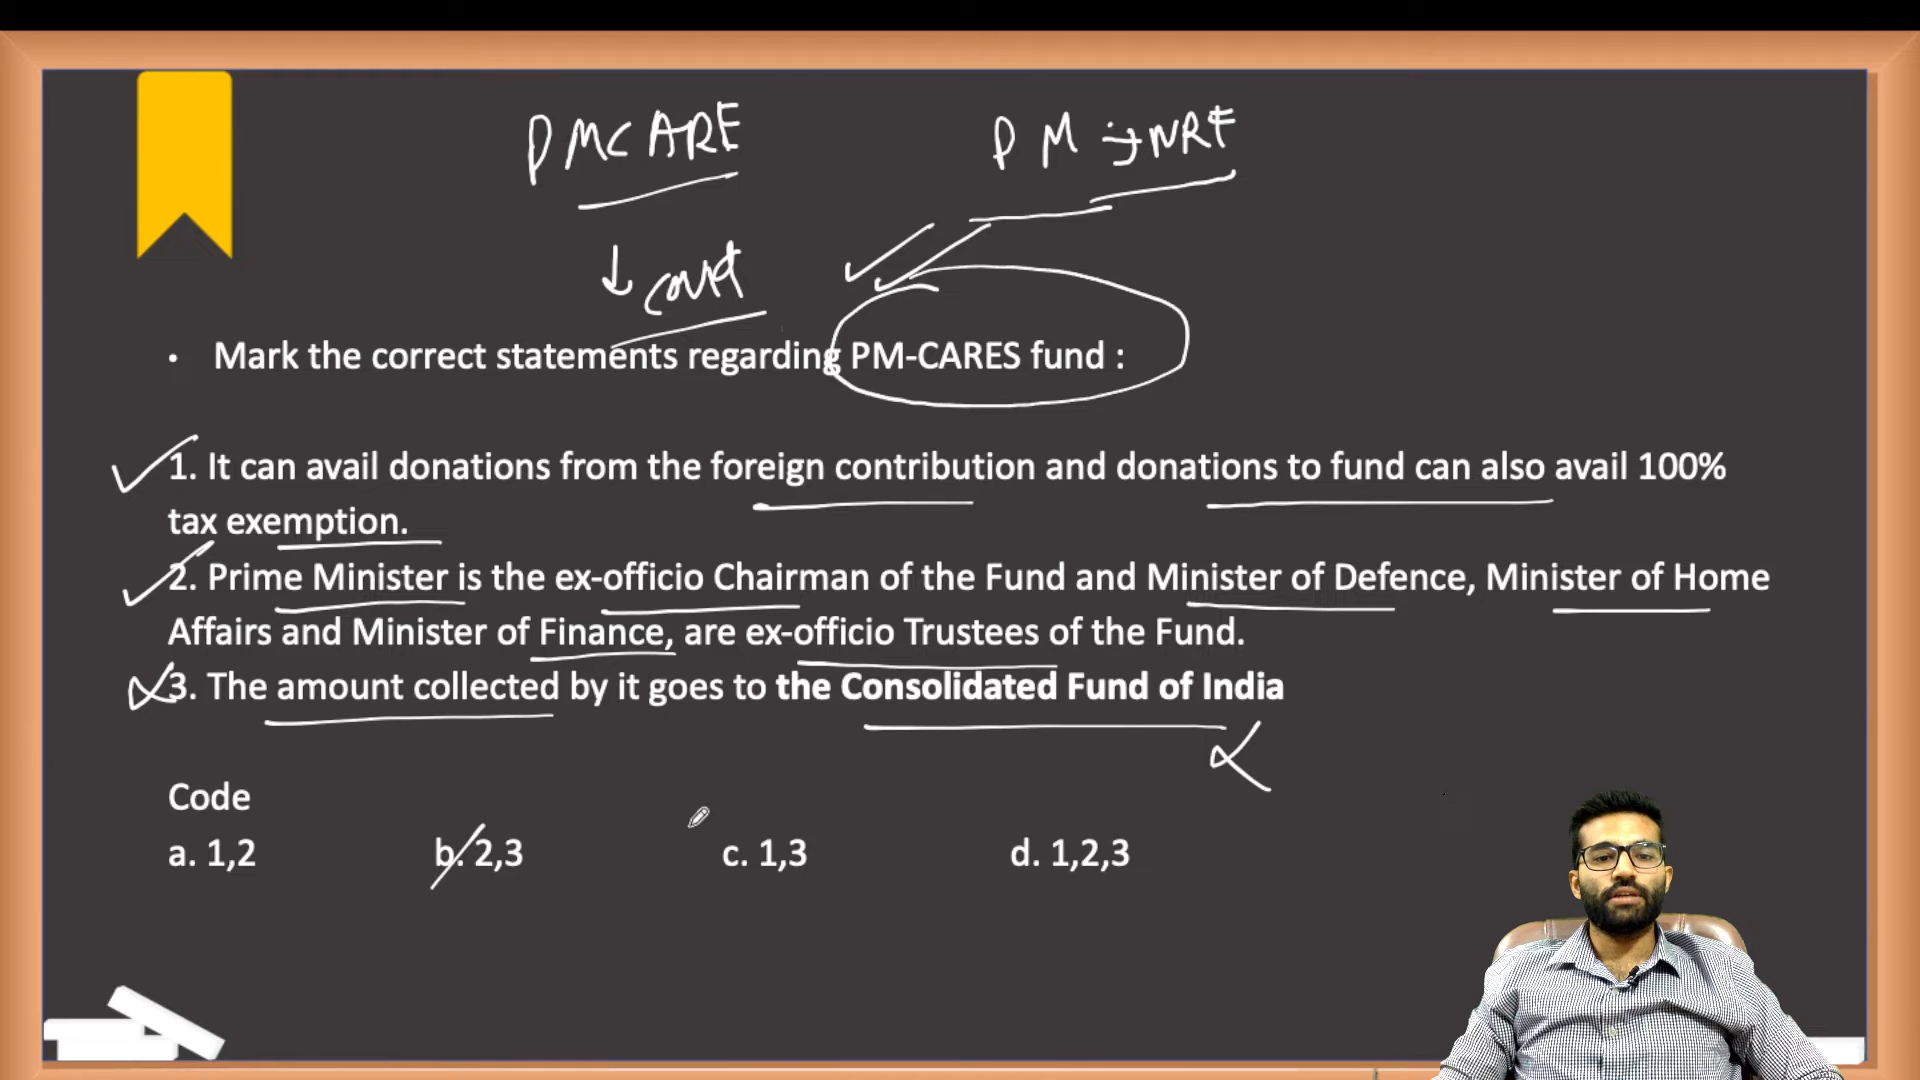 PMCARE PM NRF
↓ court
• Mark the correct statements regarding PM-CARES fund :
1. It can avail donations from the foreign contribution and donations to fund can also avail 100%
tax exemption.
2. Prime Minister is the ex-officio Chairman of the Fund and Minister of Defence, Minister of Home
Affairs and Minister of Finance, are ex-officio Trustees of the Fund.
3. The amount collected by it goes to the Consolidated Fund of India
Code
a. 1,2 b. 2,3 c. 1,3 d. 1,2,3